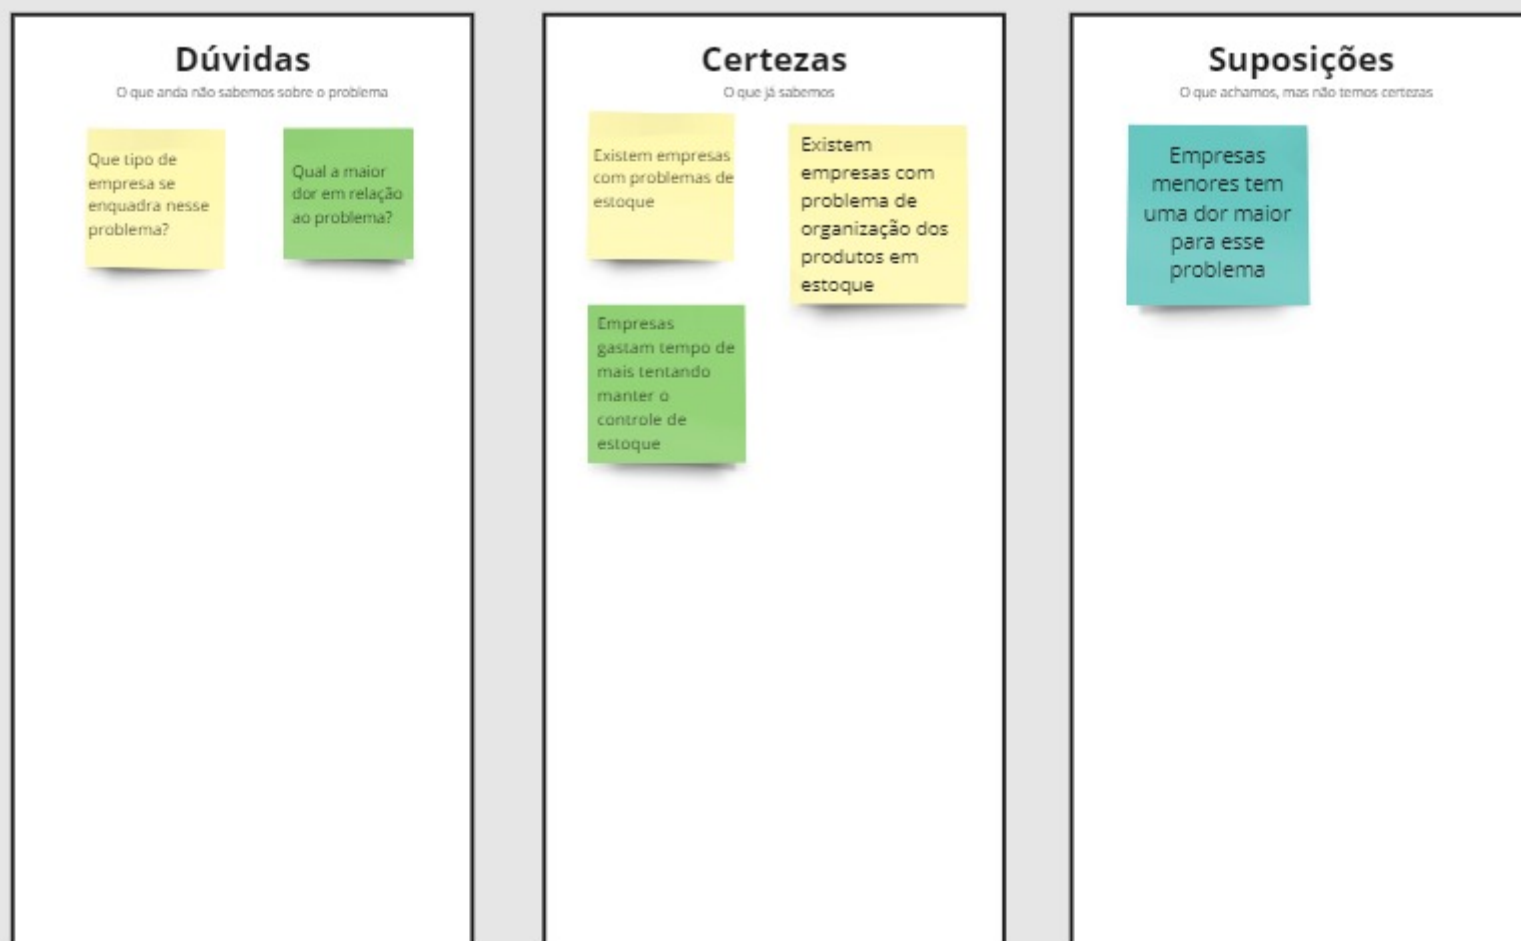 Dúvidas
O que anda não sabemos sobre o problema
Que tipo de
empresa se
enquadra nesse
problema?
Qual a maior
dor em relação
ao problema?
Certezas
O que já sabemos
Existem empresas
com problemas de
estoque
Existem
empresas com
problema de
organização dos
produtos em
estoque
Empresas
gastam tempo de
mais tentando
manter o
controle de
estoque
Suposições
O que achamos, mas não temos certezas
Empresas
menores tem
uma dor maior
para esse
problema